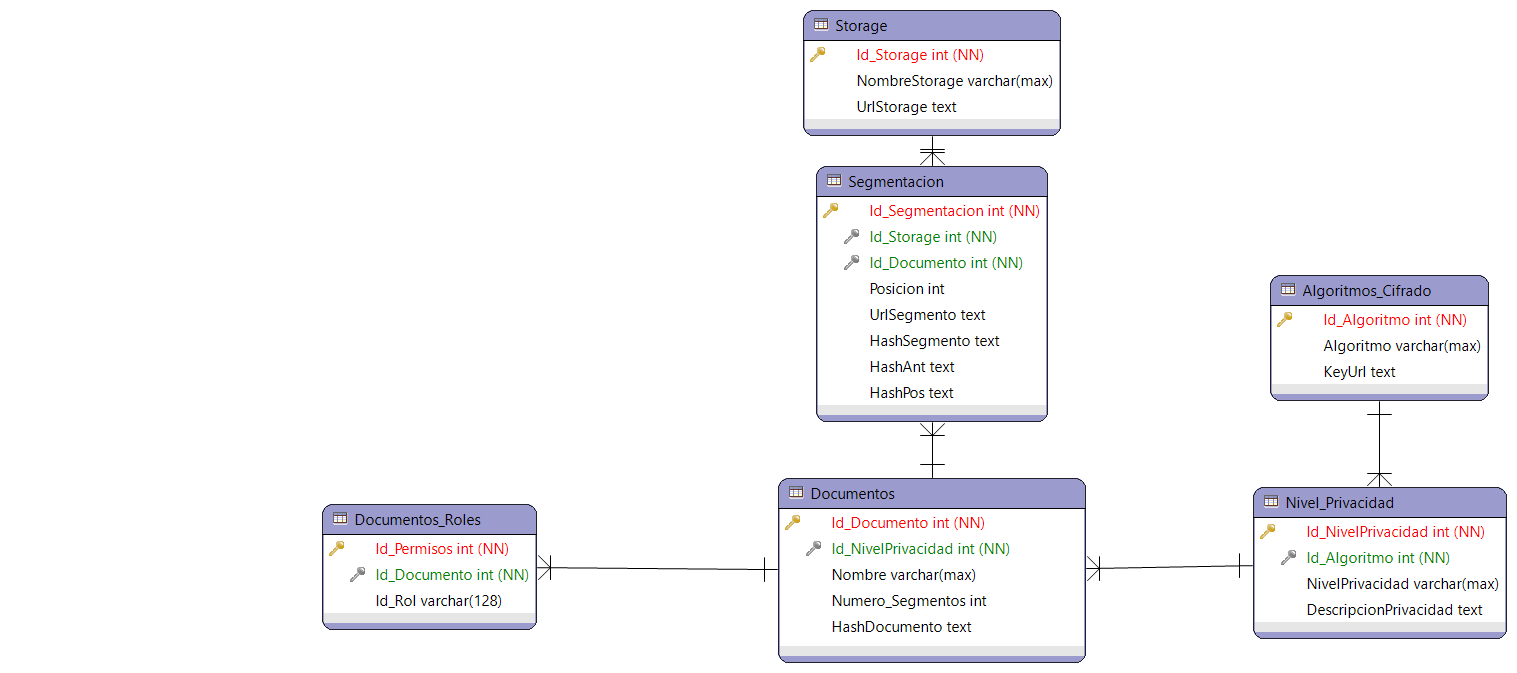 Storage
Id_Storage int (NN)
NombreStorage varchar(max)
UrlStorage text
Segmentacion
Id_Segmentacion int (NN)
Id_Storage int (NN)
Id_Documento int (NN)
Posicion int
UrlSegmento text
HashSegmento text
HashAnt text
HashPos text
Algoritmos_Cifrado
Id_Algoritmo int (NN)
Algoritmo varchar(max)
KeyUrl text
Documentos_Roles
Id_Permisos int (NN)
Id_Documento int (NN)
Id_Rol varchar(128)
Documentos
Id_Documento int (NN)
Id_NivelPrivacidad int (NN)
Nombre varchar(max)
Numero_Segmentos int
HashDocumento text
Nivel_Privacidad
Id_NivelPrivacidad int (NN)
Id_Algoritmo int (NN)
NivelPrivacidad varchar(max)
DescripcionPrivacidad text